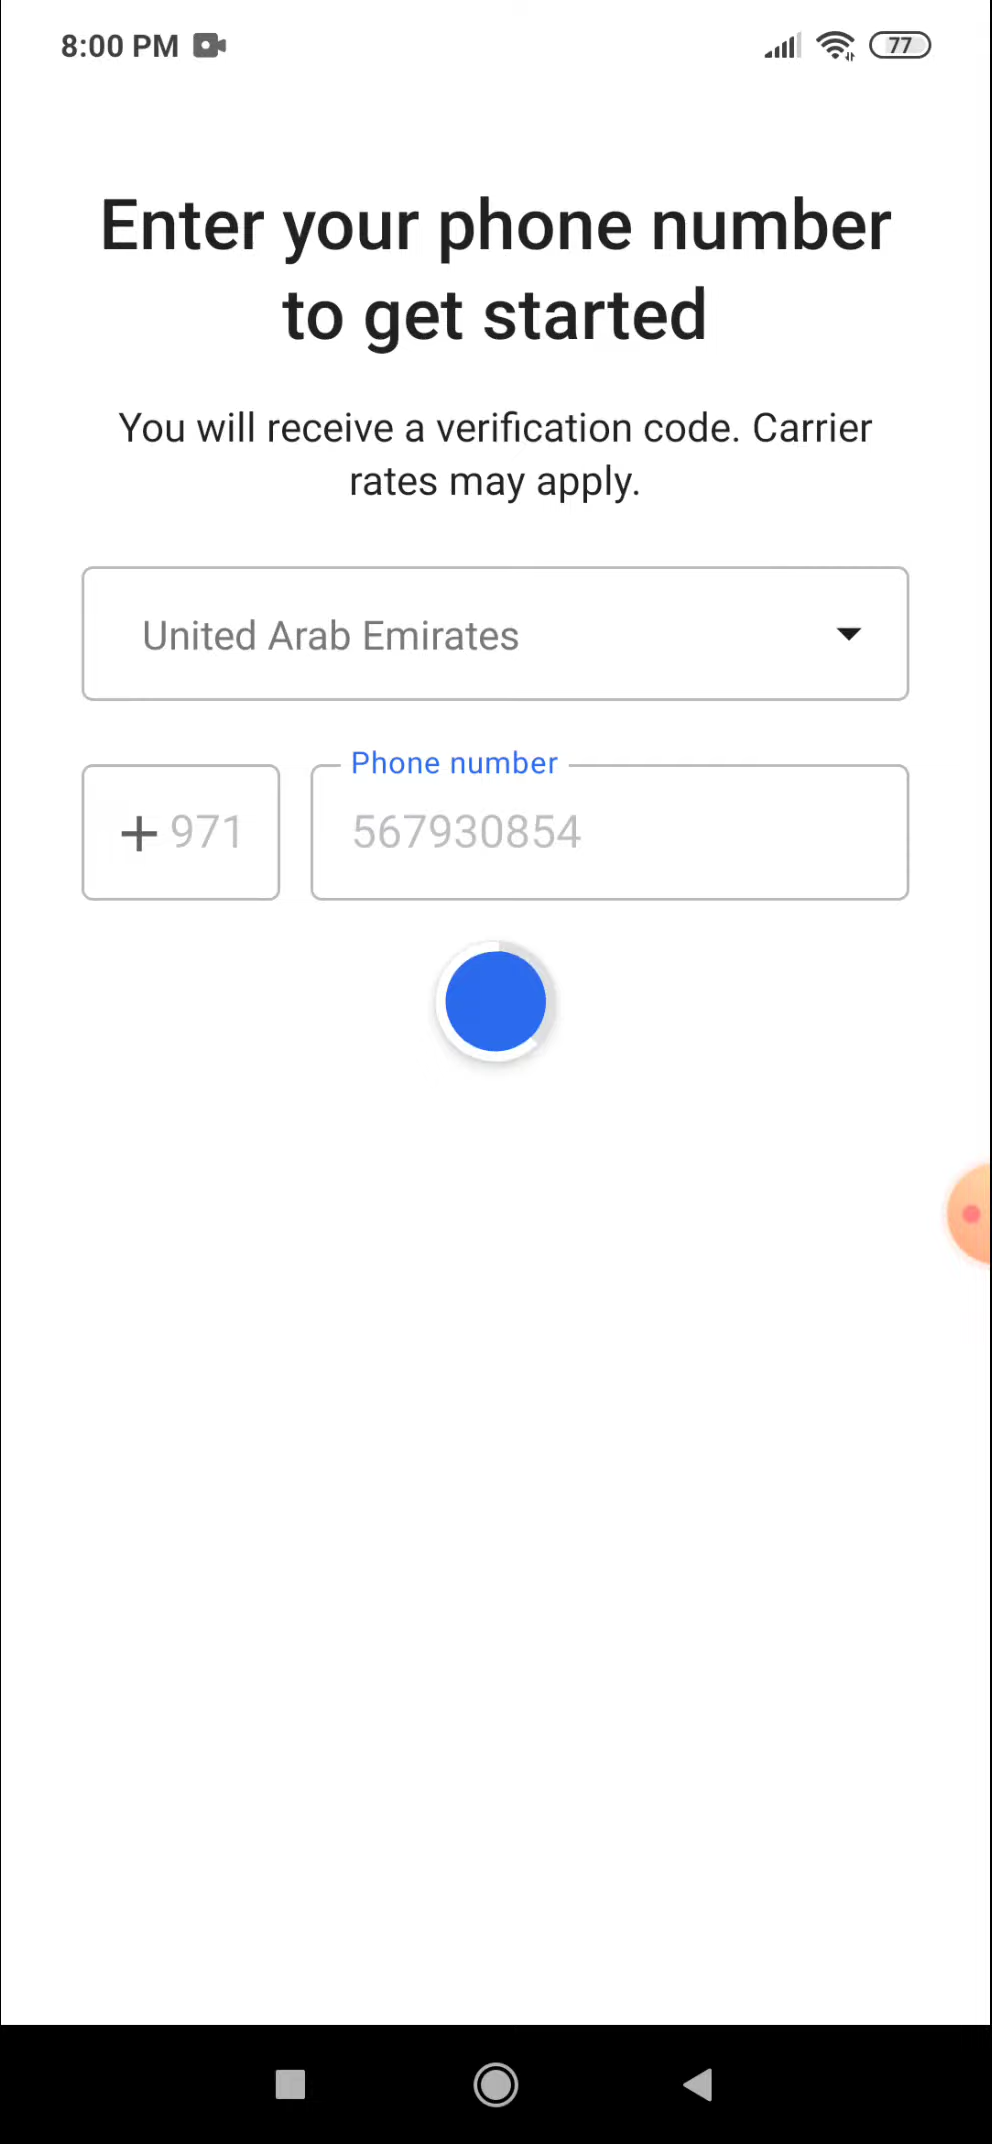 8:00 PM
77
Enter your phone number
to get started
You will receive a verification code. Carrier
rates may apply.
United Arab Emirates
Phone number
+ 971
567930854